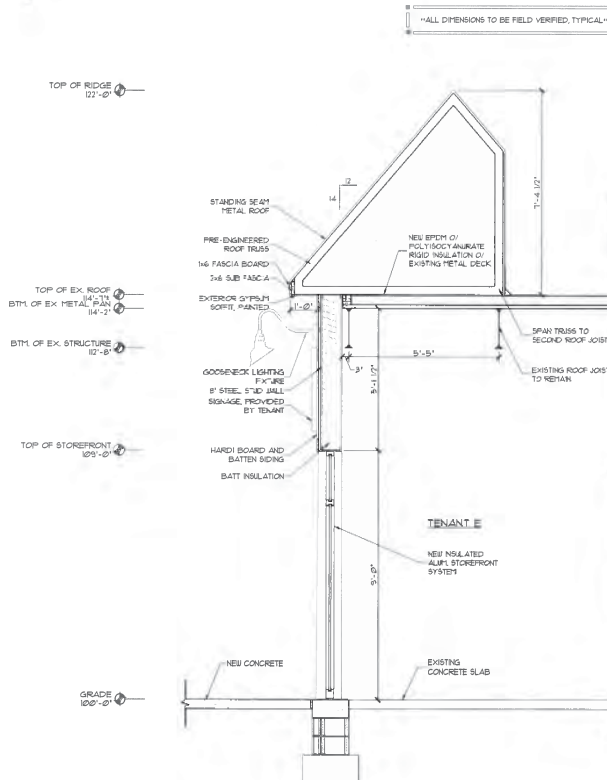 **ALL DIMENSIONS TO BE FIELD VERIFIED, TYPICAL**
TOP OF RIDGE
122'-0"
12
14
7'-4 1/2"
STANDING SEAM
METAL ROOF
PRE-ENGINEERED
ROOF TRUSS
1x6 FASCIA BOARD
2x6 SUB FASCIA
NEW EPDM O/
POLYISOCYANURATE
RIGID INSULATION O/
EXISTING METAL DECK
TOP OF EX. ROOF
114'-7"±
BTM. OF EX METAL PAN
114'-2"
EXTERIOR GYPSUM
SOFFIT, PAINTED
1'-0"
BTM. OF EX. STRUCTURE
112'-8"
SPAN TRUSS TO
SECOND ROOF JOIST
5'-5"
3"
EXISTING ROOF JOIST
TO REMAIN
GOOSENECK LIGHTING
FIXTURE
8" STEEL STUD WALL
SIGNAGE, PROVIDED
BY TENANT
5'-1 1/2"
TOP OF STOREFRONT
109'-0"
HARDI BOARD AND
BATTEN SIDING
BATT INSULATION
TENANT E
NEW INSULATED
ALUM. STOREFRONT
SYSTEM
9'-0"
NEW CONCRETE
EXISTING
CONCRETE SLAB
GRADE
100'-0"